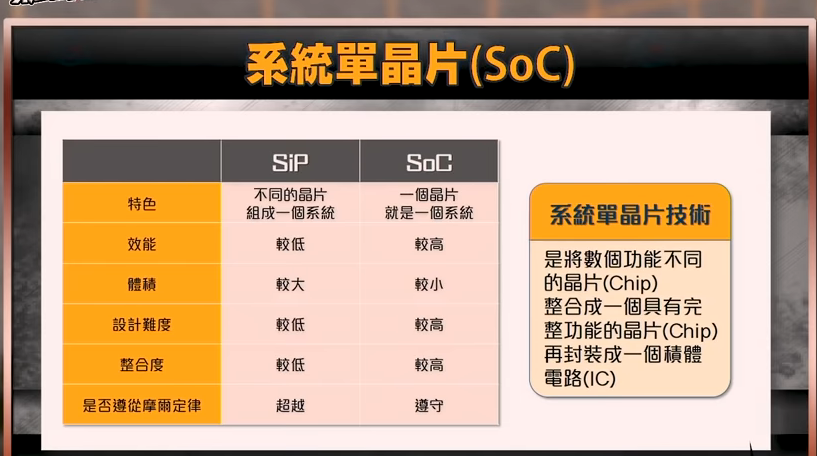 系統單晶片(SoC)
SiP SoC
特色 不同的晶片 組成一個系統 一個晶片 就是一個系統
效能 較低 較高
體積 較大 較小
設計難度 較低 較高
整合度 較低 較高
是否遵從摩爾定律 超越 遵守
系統單晶片技術
是將數個功能不同
的晶片(Chip)
整合成一個具有完
整功能的晶片(Chip)
再封裝成一個積體
電路(IC)